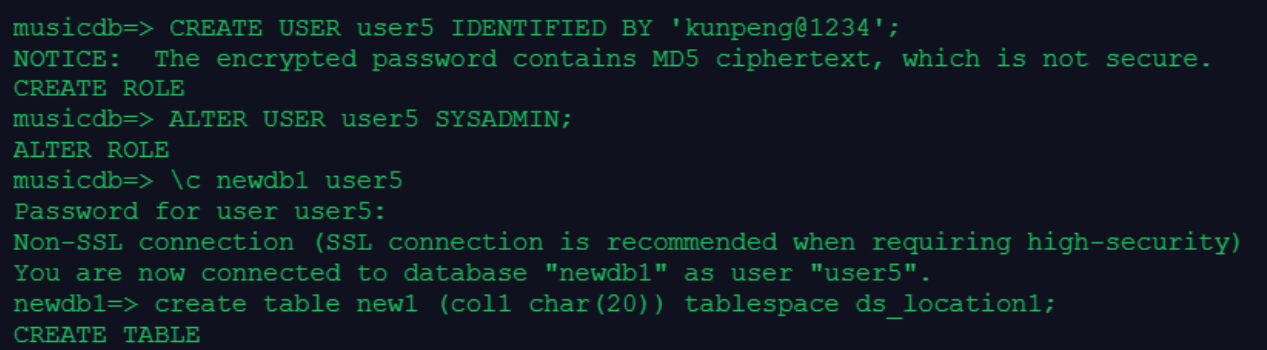 musicdb=> CREATE USER user5 IDENTIFIED BY 'kunpeng@1234';
NOTICE:  The encrypted password contains MD5 ciphertext, which is not secure.
CREATE ROLE
musicdb=> ALTER USER user5 SYSADMIN;
ALTER ROLE
musicdb=> \c newdb1 user5
Password for user user5:
Non-SSL connection (SSL connection is recommended when requiring high-security)
You are now connected to database "newdb1" as user "user5".
newdb1=> create table new1 (col1 char(20)) tablespace ds_location1;
CREATE TABLE